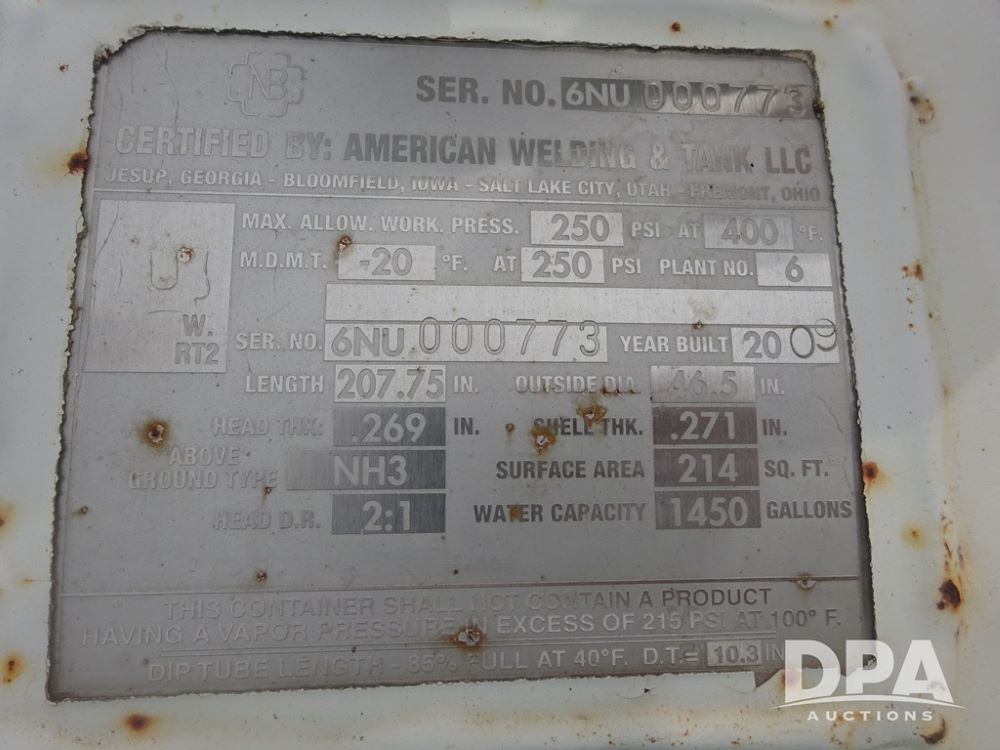 NB SER. NO. 6NU 000773
CERTIFIED BY: AMERICAN WELDING & TANK LLC
JESUP, GEORGIA - BLOOMFIELD, IOWA - SALT LAKE CITY, UTAH - FREMONT, OHIO
U
W.
RT2
MAX. ALLOW. WORK. PRESS. 250 PSI AT 400 °F.
M.D.M.T. -20 °F. AT 250 PSI PLANT NO. 6
SER. NO. 6NU 000773 YEAR BUILT 2009
LENGTH 207.75 IN. OUTSIDE DIA. 46.5 IN.
HEAD THK. .269 IN. SHELL THK. .271 IN.
ABOVE GROUND TYPE NH3 SURFACE AREA 214 SQ. FT.
HEAD D.R. 2:1 WATER CAPACITY 1450 GALLONS
THIS CONTAINER SHALL NOT CONTAIN A PRODUCT
HAVING A VAPOR PRESSURE IN EXCESS OF 215 PSI AT 100° F.
DIP TUBE LENGTH - 85% FULL AT 40°F. D.T.= 10.3 IN
DPA
AUCTIONS